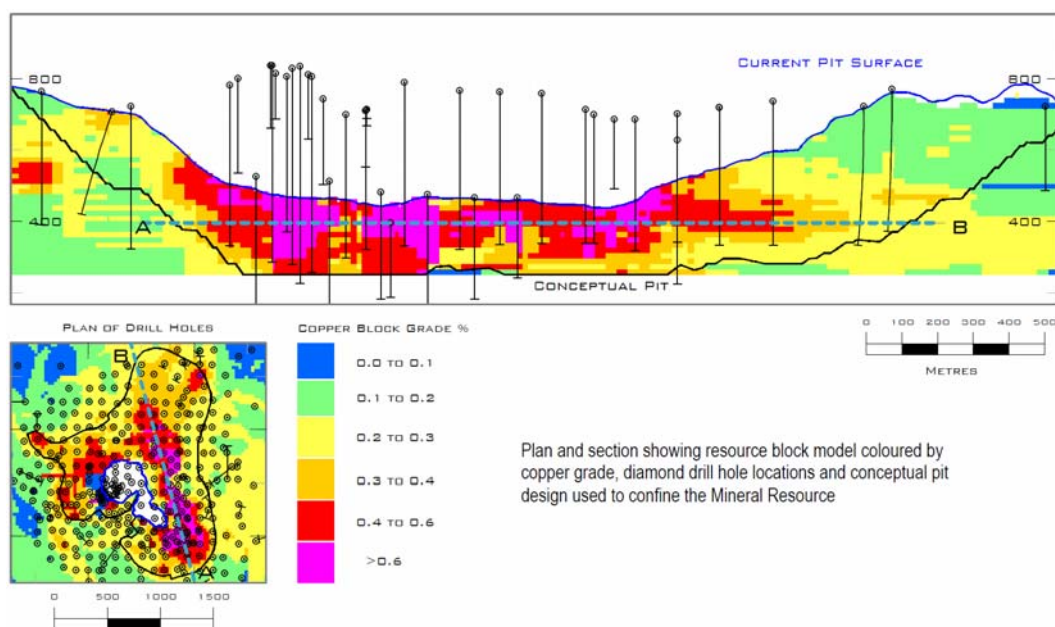 CURRENT PIT SURFACE
800 800
400 A B 400
CONCEPTUAL PIT
PLAN OF DRILL HOLES
COPPER BLOCK GRADE %
0 100 200 300 400 500
METRES
B
0.0 TO 0.1
0.1 TO 0.2
0.2 TO 0.3
0.3 TO 0.4
0.4 TO 0.6
>0.6
Plan and section showing resource block model coloured by
copper grade, diamond drill hole locations and conceptual pit
design used to confine the Mineral Resource
A
0 500 1000 1500